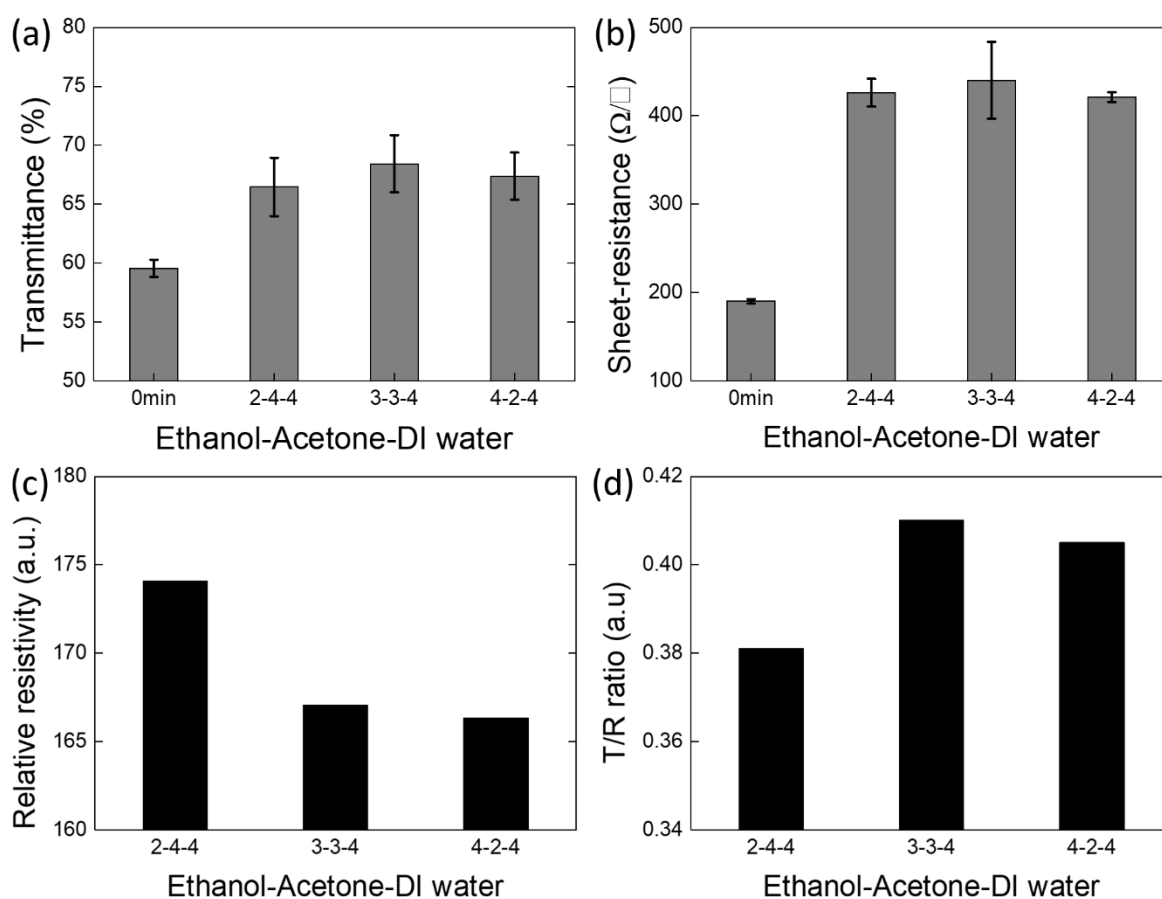 (a)
Transmittance (%)
80
75
70
65
60
55
50
0min 2-4-4 3-3-4 4-2-4
Ethanol-Acetone-DI water
(b)
Sheet-resistance (Ω/□)
500
400
300
200
100
0min 2-4-4 3-3-4 4-2-4
Ethanol-Acetone-DI water
(c)
Relative resistivity (a.u.)
180
175
170
165
160
2-4-4 3-3-4 4-2-4
Ethanol-Acetone-DI water
(d)
T/R ratio (a.u)
0.42
0.40
0.38
0.36
0.34
2-4-4 3-3-4 4-2-4
Ethanol-Acetone-DI water